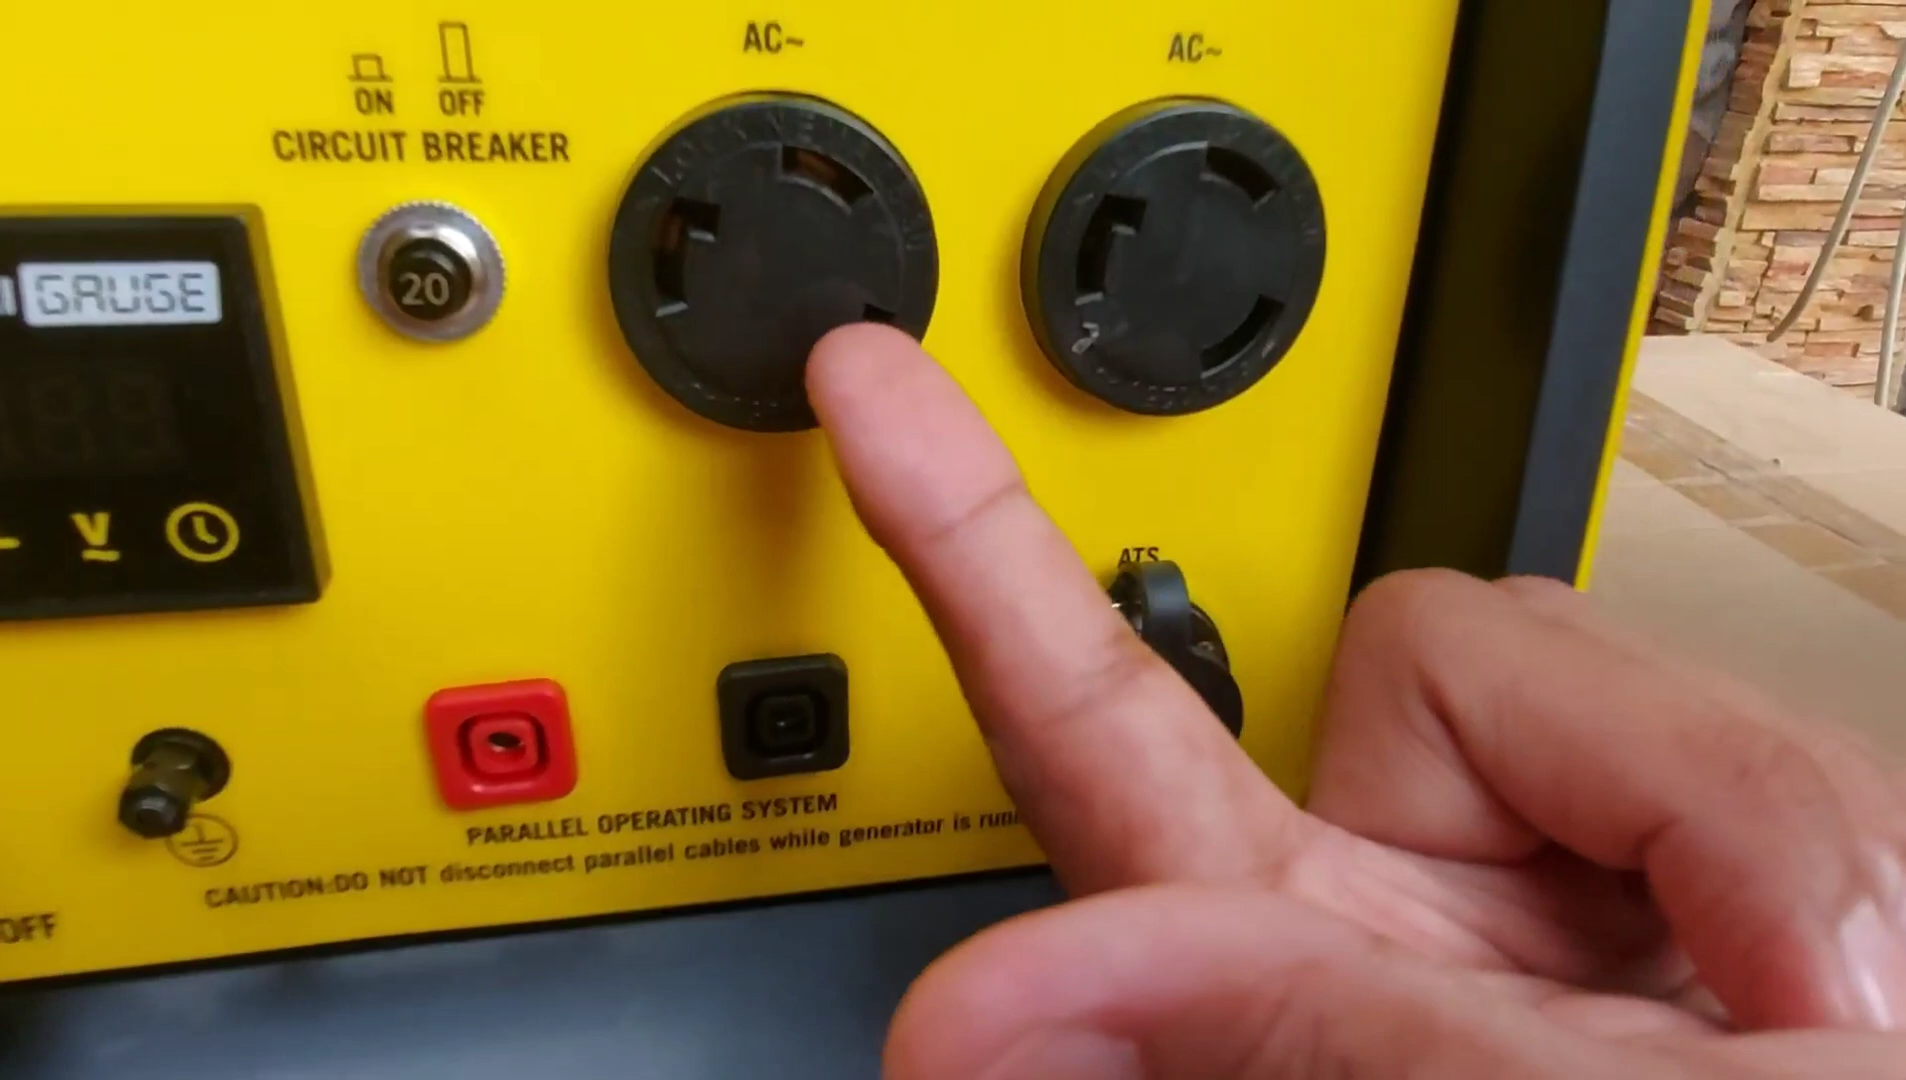 AC~
AC~
ON
OFF
CIRCUIT BREAKER
20
GAUGE
V
ATS
PARALLEL OPERATING SYSTEM
CAUTION:DO NOT disconnect parallel cables while generator is
OFF